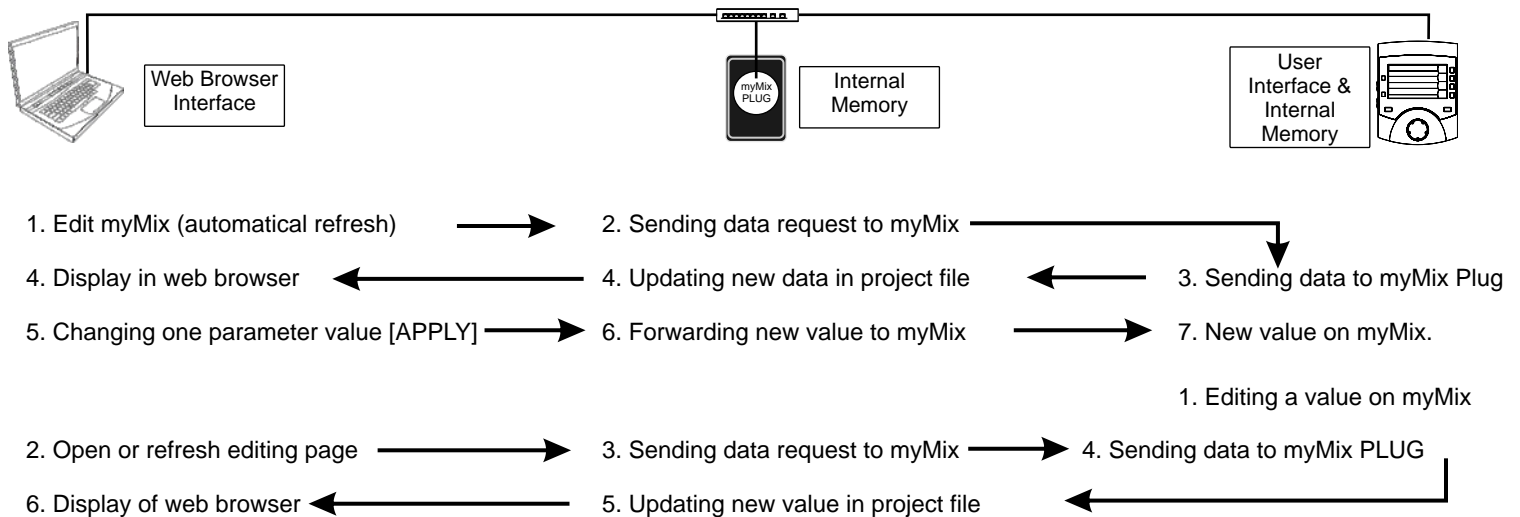 Web Browser
Interface
myMix
PLUG
Internal
Memory
User
Interface &
Internal
Memory
1. Edit myMix (automatical refresh)
2. Sending data request to myMix
4. Display in web browser
4. Updating new data in project file
3. Sending data to myMix Plug
5. Changing one parameter value [APPLY]
6. Forwarding new value to myMix
7. New value on myMix.
1. Editing a value on myMix
2. Open or refresh editing page
3. Sending data request to myMix
4. Sending data to myMix PLUG
6. Display of web browser
5. Updating new value in project file